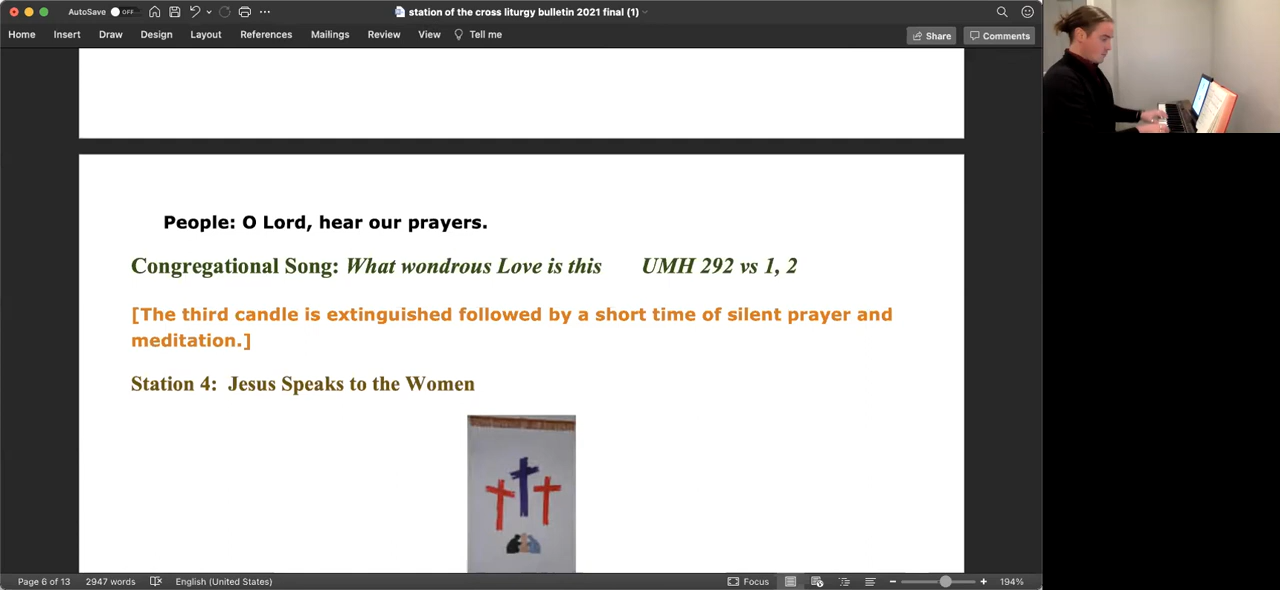 AutoSave OFF
station of the cross liturgy bulletin 2021 final (1)
Home Insert Draw Design Layout References Mailings Review View Tell me Share Comments
People: O Lord, hear our prayers.
Congregational Song: What wondrous Love is this UMH 292 vs 1, 2
[The third candle is extinguished followed by a short time of silent prayer and
meditation.]
Station 4: Jesus Speaks to the Women
Page 6 of 13 2947 words English (United States) Focus 194%